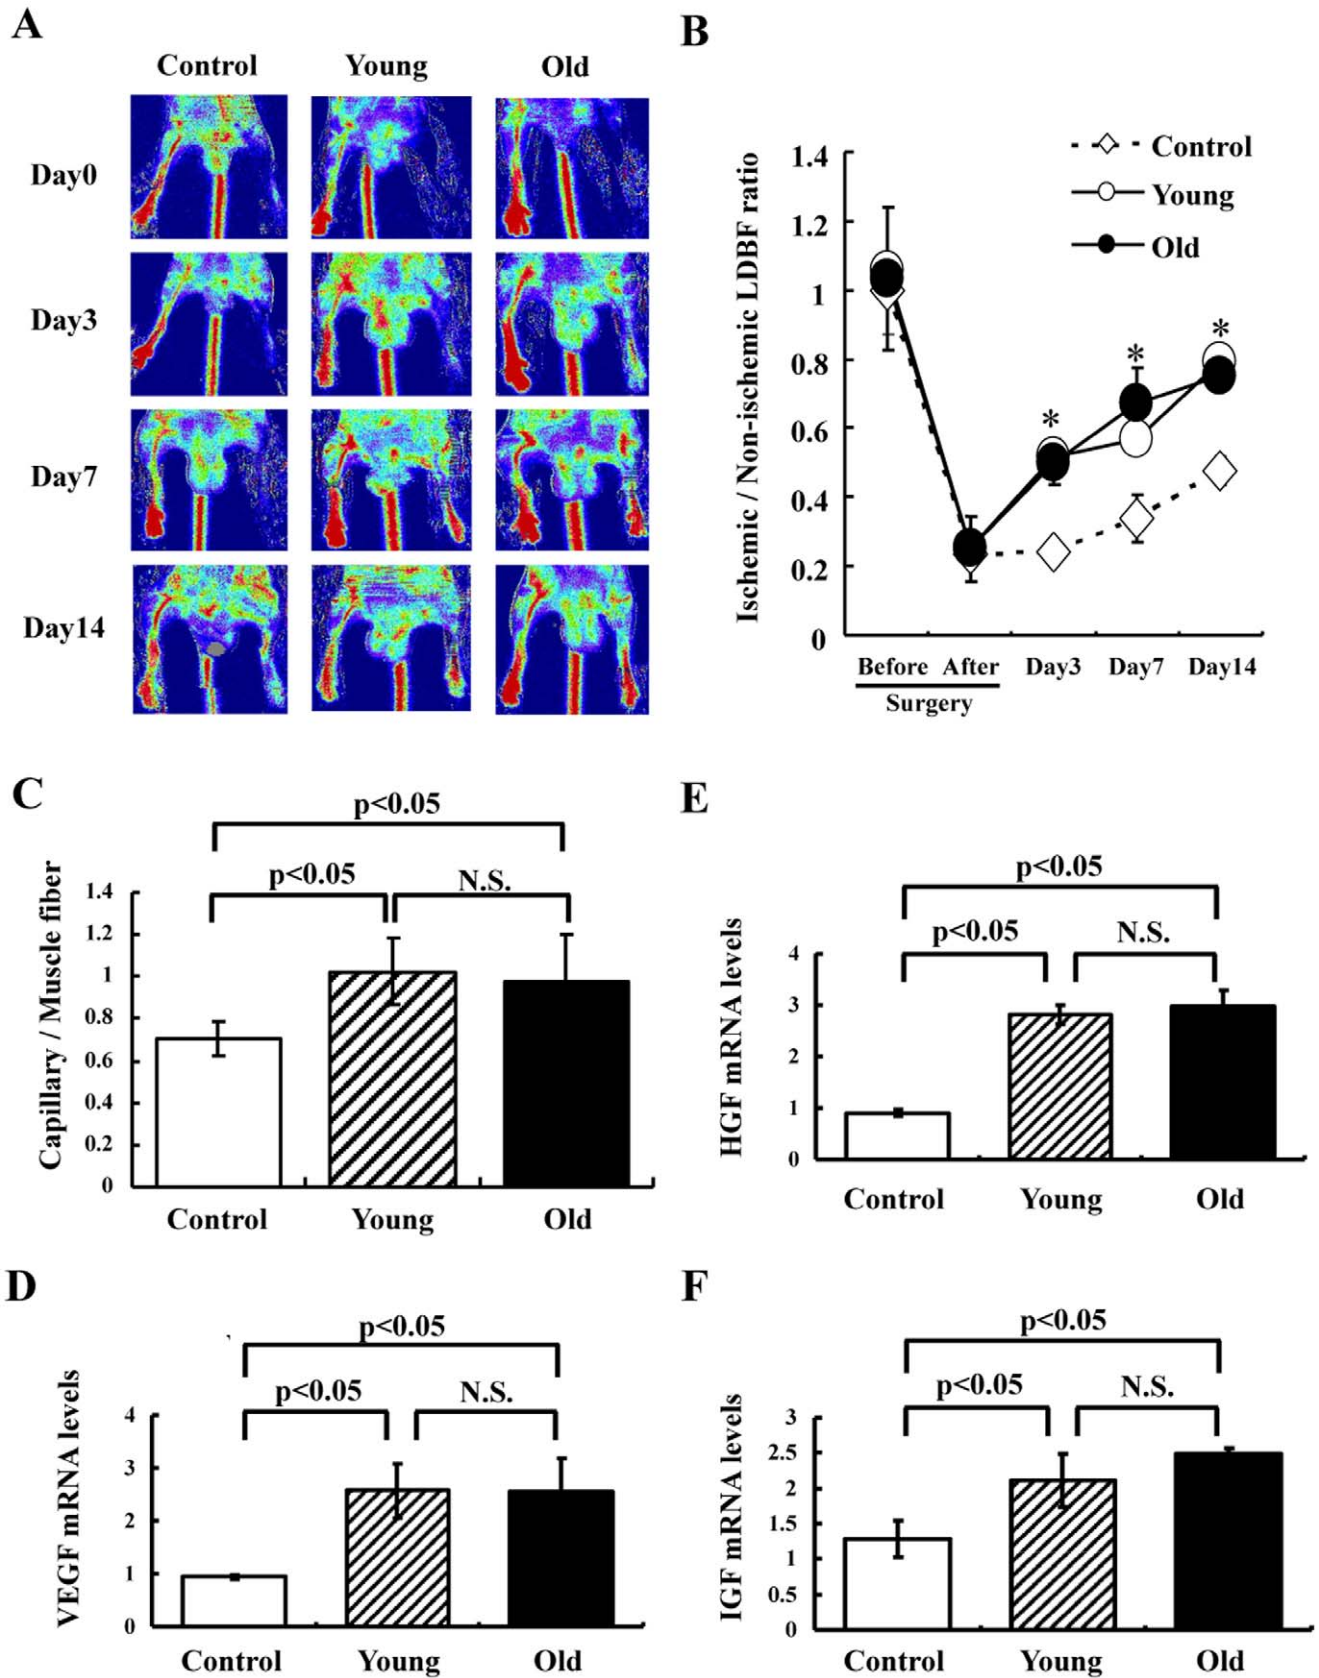 A
Control Young Old
Day0
Day3
Day7
Day14
B
Ischemic / Non-ischemic LDBF ratio
1.4
1.2
1
0.8
0.6
0.4
0.2
0
Control
Young
Old
*
*
*
Before After Day3 Day7 Day14
Surgery
C
p<0.05
p<0.05 N.S.
Capillary / Muscle fiber
1.4
1.2
1
0.8
0.6
0.4
0.2
0
Control Young Old
E
p<0.05
p<0.05 N.S.
HGF mRNA levels
4
3
2
1
0
Control Young Old
D
p<0.05
p<0.05 N.S.
VEGF mRNA levels
4
3
2
1
0
Control Young Old
F
p<0.05
p<0.05 N.S.
IGF mRNA levels
3
2.5
2
1.5
1
0.5
0
Control Young Old